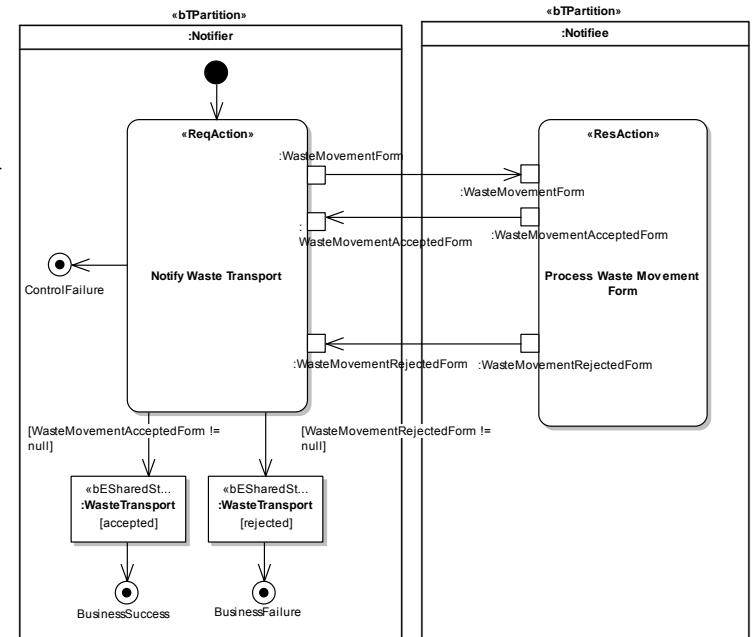 «bTPartition»
:Notifier
«bTPartition»
:Notifiee
«ReqAction»
«ResAction»
:WasteMovementForm
:WasteMovementForm
:
WasteMovementAcceptedForm
:WasteMovementAcceptedForm
Notify Waste Transport
Process Waste Movement
Form
ControlFailure
:WasteMovementRejectedForm
:WasteMovementRejectedForm
[WasteMovementAcceptedForm !=
null]
[WasteMovementRejectedForm !=
null]
«bESharedSt...
:WasteTransport
[accepted]
«bESharedSt...
:WasteTransport
[rejected]
BusinessSuccess
BusinessFailure